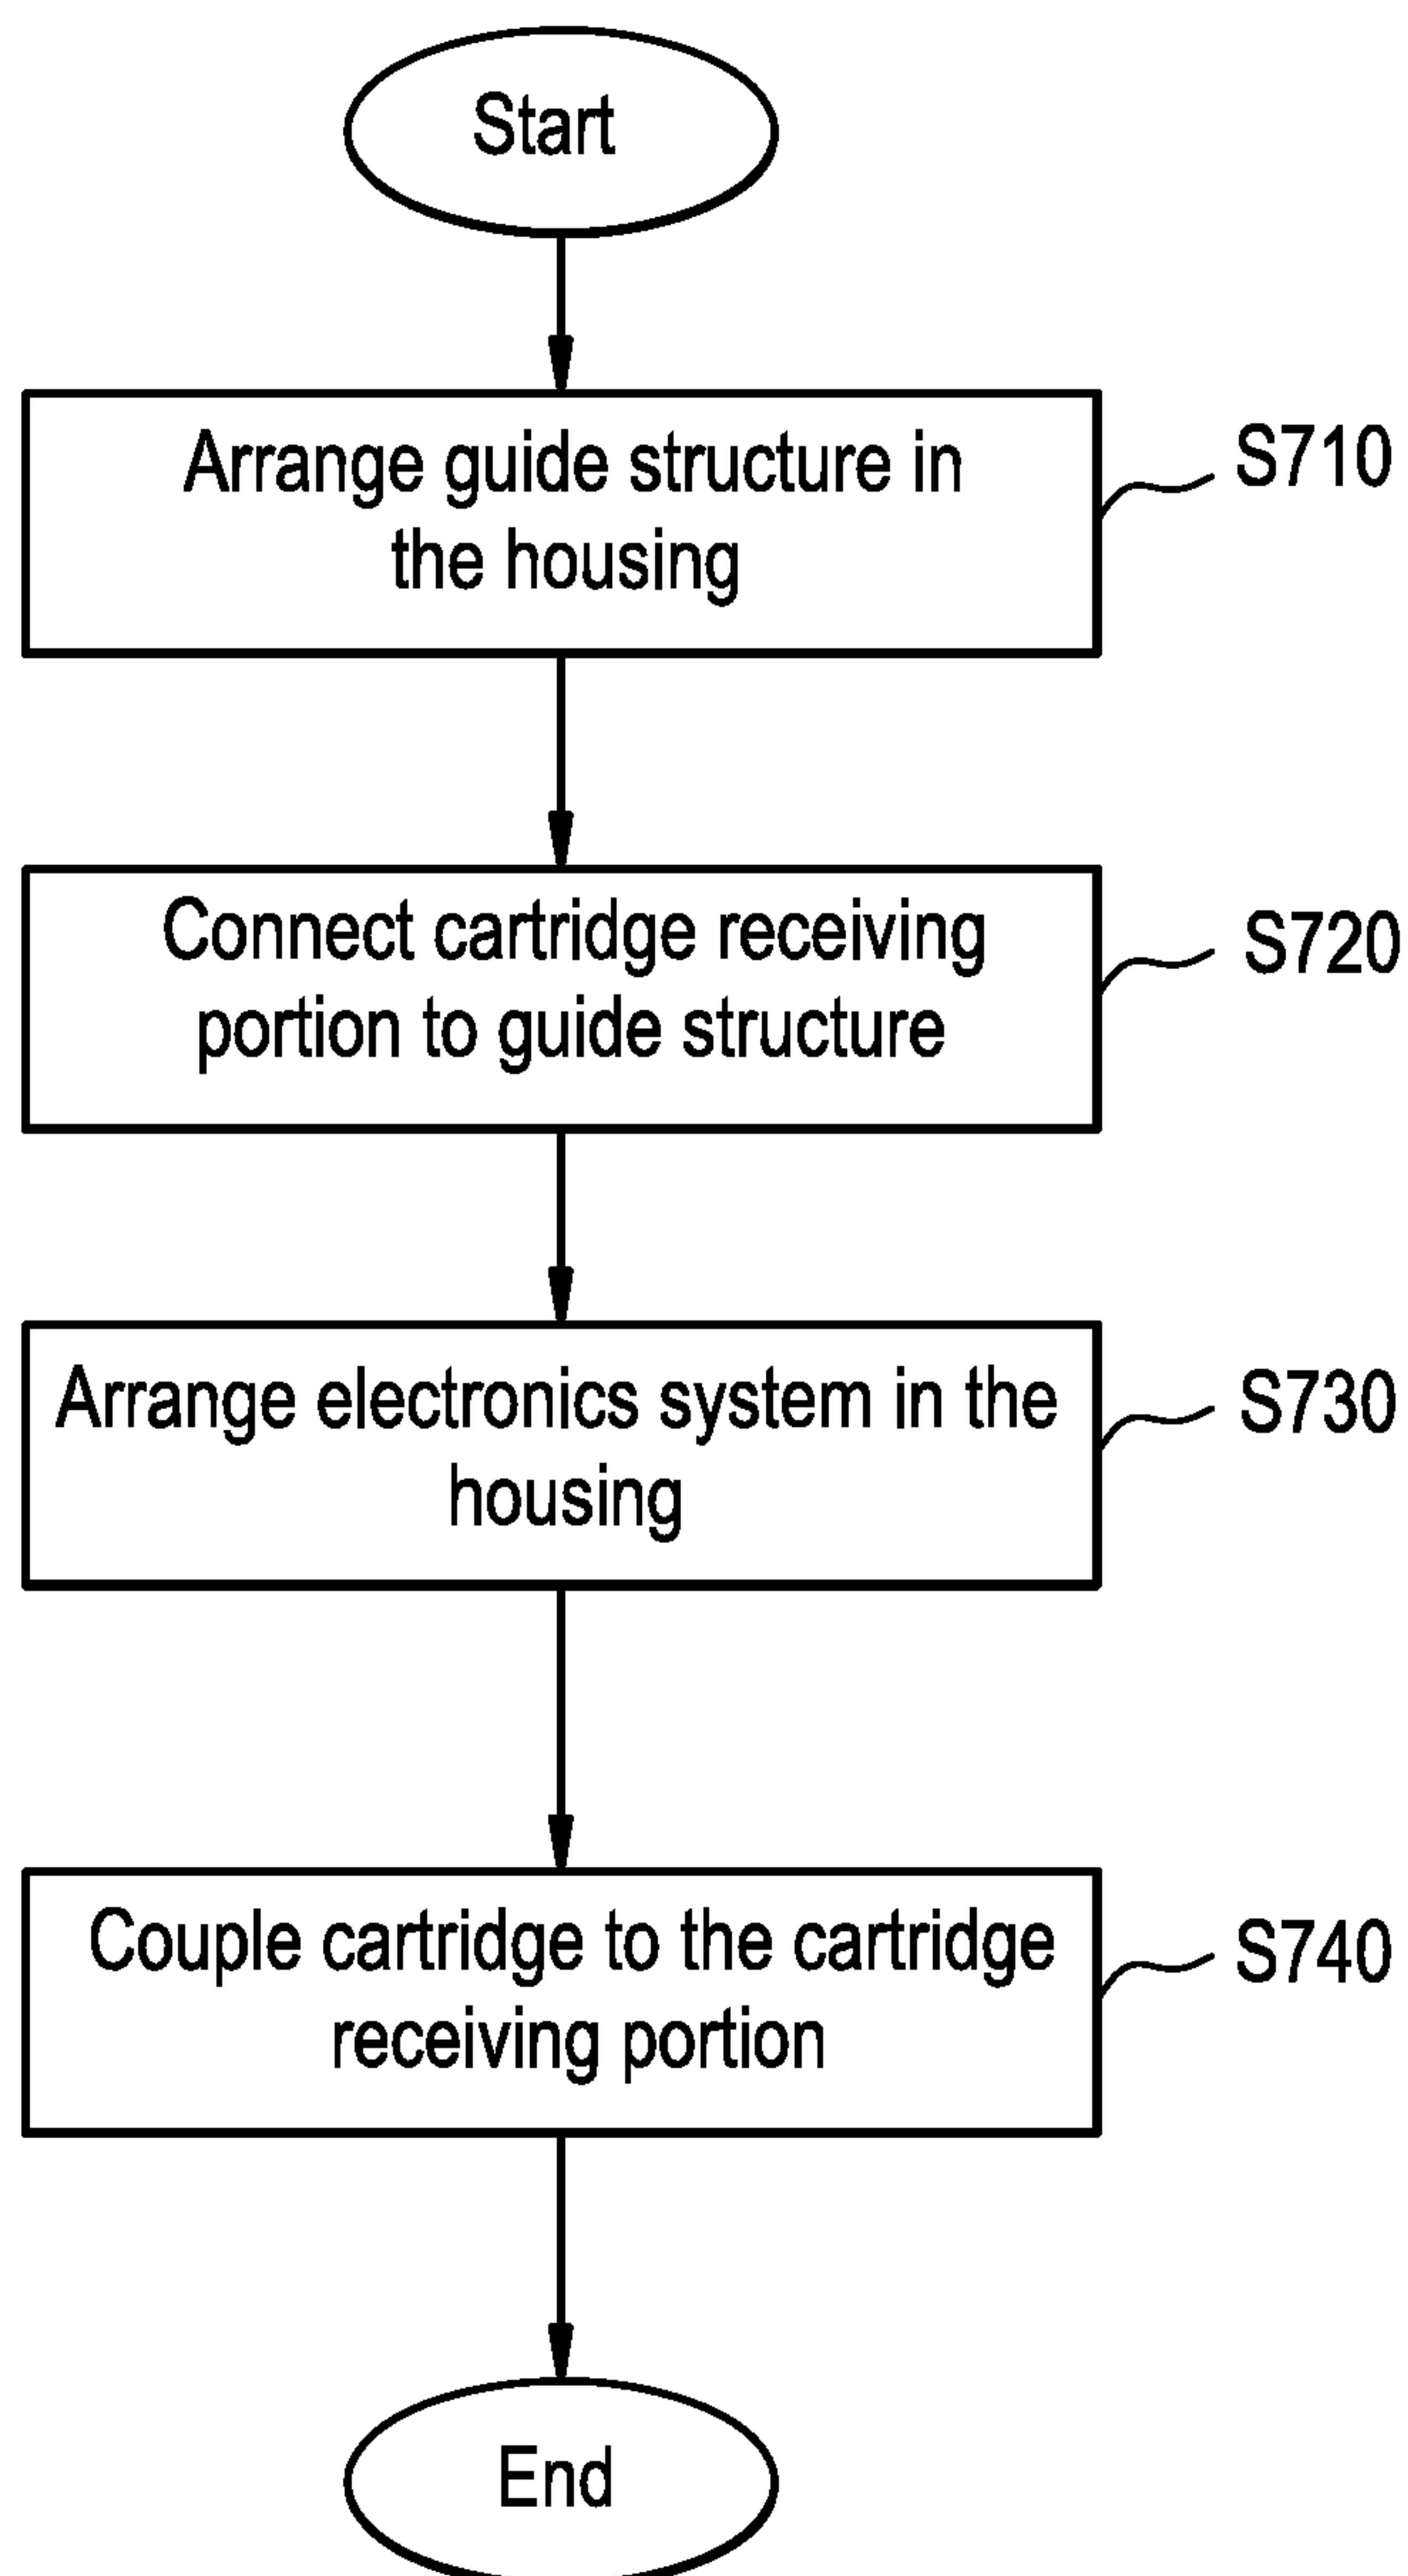 Start
Arrange guide structure in
the housing
S710
Connect cartridge receiving
portion to guide structure
S720
Arrange electronics system in the
housing
S730
Couple cartridge to the cartridge
receiving portion
S740
End